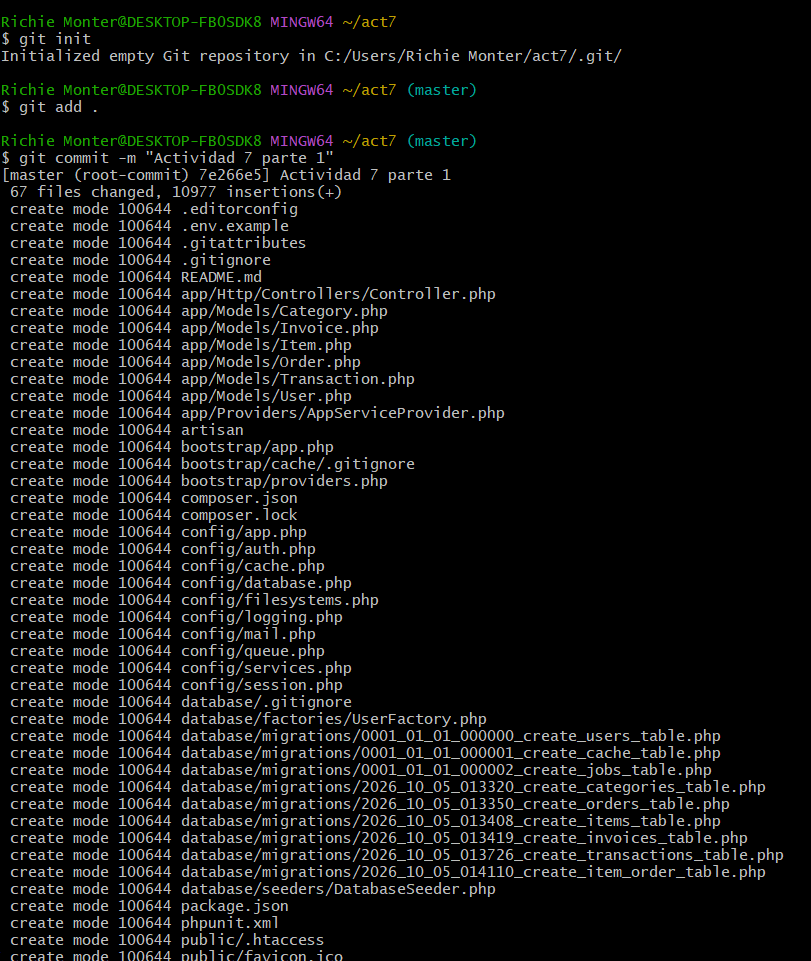 Richie Monter@DESKTOP-FB0SDK8 MINGW64 ~/act7
$ git init
Initialized empty Git repository in C:/Users/Richie Monter/act7/.git/

Richie Monter@DESKTOP-FB0SDK8 MINGW64 ~/act7 (master)
$ git add .

Richie Monter@DESKTOP-FB0SDK8 MINGW64 ~/act7 (master)
$ git commit -m "Actividad 7 parte 1"
[master (root-commit) 7e266e5] Actividad 7 parte 1
 67 files changed, 10977 insertions(+)
 create mode 100644 .editorconfig
 create mode 100644 .env.example
 create mode 100644 .gitattributes
 create mode 100644 .gitignore
 create mode 100644 README.md
 create mode 100644 app/Http/Controllers/Controller.php
 create mode 100644 app/Models/Category.php
 create mode 100644 app/Models/Invoice.php
 create mode 100644 app/Models/Item.php
 create mode 100644 app/Models/Order.php
 create mode 100644 app/Models/Transaction.php
 create mode 100644 app/Models/User.php
 create mode 100644 app/Providers/AppServiceProvider.php
 create mode 100644 artisan
 create mode 100644 bootstrap/app.php
 create mode 100644 bootstrap/cache/.gitignore
 create mode 100644 bootstrap/providers.php
 create mode 100644 composer.json
 create mode 100644 composer.lock
 create mode 100644 config/app.php
 create mode 100644 config/auth.php
 create mode 100644 config/cache.php
 create mode 100644 config/database.php
 create mode 100644 config/filesystems.php
 create mode 100644 config/logging.php
 create mode 100644 config/mail.php
 create mode 100644 config/queue.php
 create mode 100644 config/services.php
 create mode 100644 config/session.php
 create mode 100644 database/.gitignore
 create mode 100644 database/factories/UserFactory.php
 create mode 100644 database/migrations/0001_01_01_000000_create_users_table.php
 create mode 100644 database/migrations/0001_01_01_000001_create_cache_table.php
 create mode 100644 database/migrations/0001_01_01_000002_create_jobs_table.php
 create mode 100644 database/migrations/2026_10_05_013320_create_categories_table.php
 create mode 100644 database/migrations/2026_10_05_013350_create_orders_table.php
 create mode 100644 database/migrations/2026_10_05_013408_create_items_table.php
 create mode 100644 database/migrations/2026_10_05_013419_create_invoices_table.php
 create mode 100644 database/migrations/2026_10_05_013726_create_transactions_table.php
 create mode 100644 database/migrations/2026_10_05_014110_create_item_order_table.php
 create mode 100644 database/seeders/DatabaseSeeder.php
 create mode 100644 package.json
 create mode 100644 phpunit.xml
 create mode 100644 public/.htaccess
 create mode 100644 public/favicon.ico